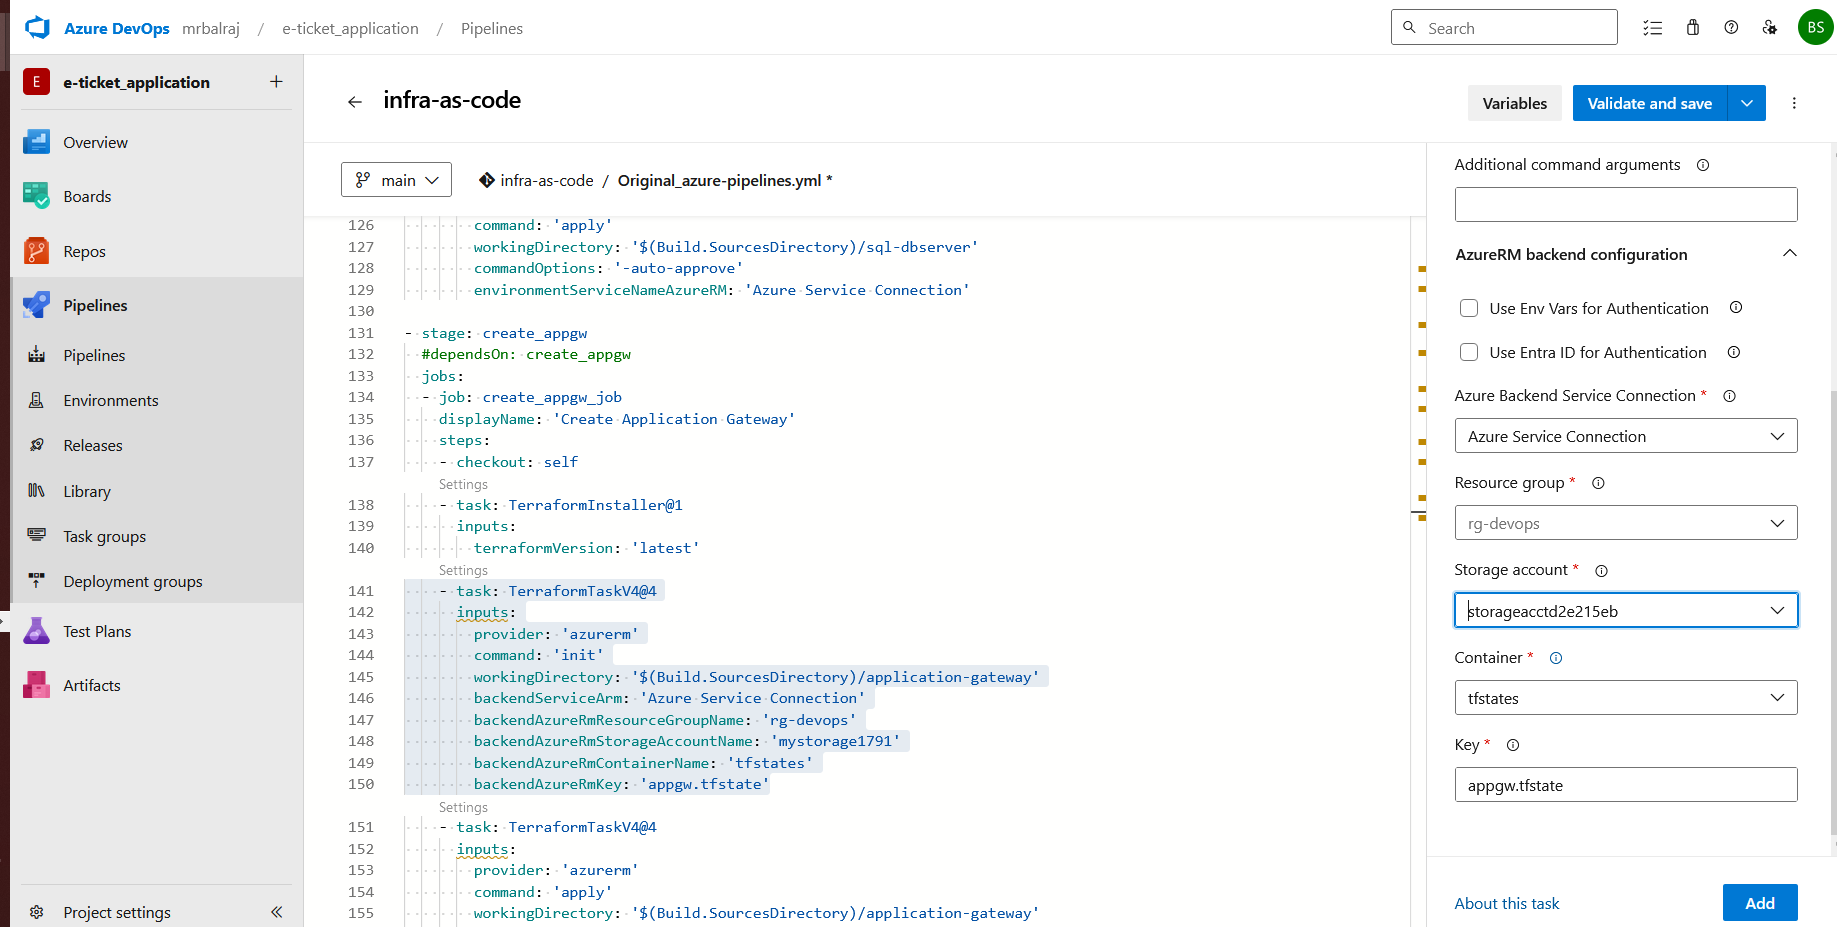 Azure DevOps mrbalraj / e-ticket_application / Pipelines
Search
BS
E e-ticket_application +
Overview
Boards
Repos
Pipelines
Pipelines
Environments
Releases
Library
Task groups
Deployment groups
Test Plans
Artifacts
Project settings
infra-as-code
Variables
Validate and save
main
infra-as-code / Original_azure-pipelines.yml *
126 command: 'apply'
127 workingDirectory: '$(Build.SourcesDirectory)/sql-dbserver'
128 commandOptions: '-auto-approve'
129 environmentServiceNameAzureRM: 'Azure Service Connection'
130
131 - stage: create_appgw
132 #dependsOn: create_appgw
133 jobs:
134 - job: create_appgw_job
135 displayName: 'Create Application Gateway'
136 steps:
137 - checkout: self
Settings
138 - task: TerraformInstaller@1
139 inputs:
140 terraformVersion: 'latest'
Settings
141 - task: TerraformTaskV4@4
142 inputs:
143 provider: 'azurerm'
144 command: 'init'
145 workingDirectory: '$(Build.SourcesDirectory)/application-gateway'
146 backendServiceArm: 'Azure Service Connection'
147 backendAzureRmResourceGroupName: 'rg-devops'
148 backendAzureRmStorageAccountName: 'mystorage1791'
149 backendAzureRmContainerName: 'tfstates'
150 backendAzureRmKey: 'appgw.tfstate'
Settings
151 - task: TerraformTaskV4@4
152 inputs:
153 provider: 'azurerm'
154 command: 'apply'
155 workingDirectory: '$(Build.SourcesDirectory)/application-gateway'
Additional command arguments
AzureRM backend configuration
Use Env Vars for Authentication
Use Entra ID for Authentication
Azure Backend Service Connection *
Azure Service Connection
Resource group *
rg-devops
Storage account *
storageacctd2e215eb
Container *
tfstates
Key *
appgw.tfstate
About this task
Add